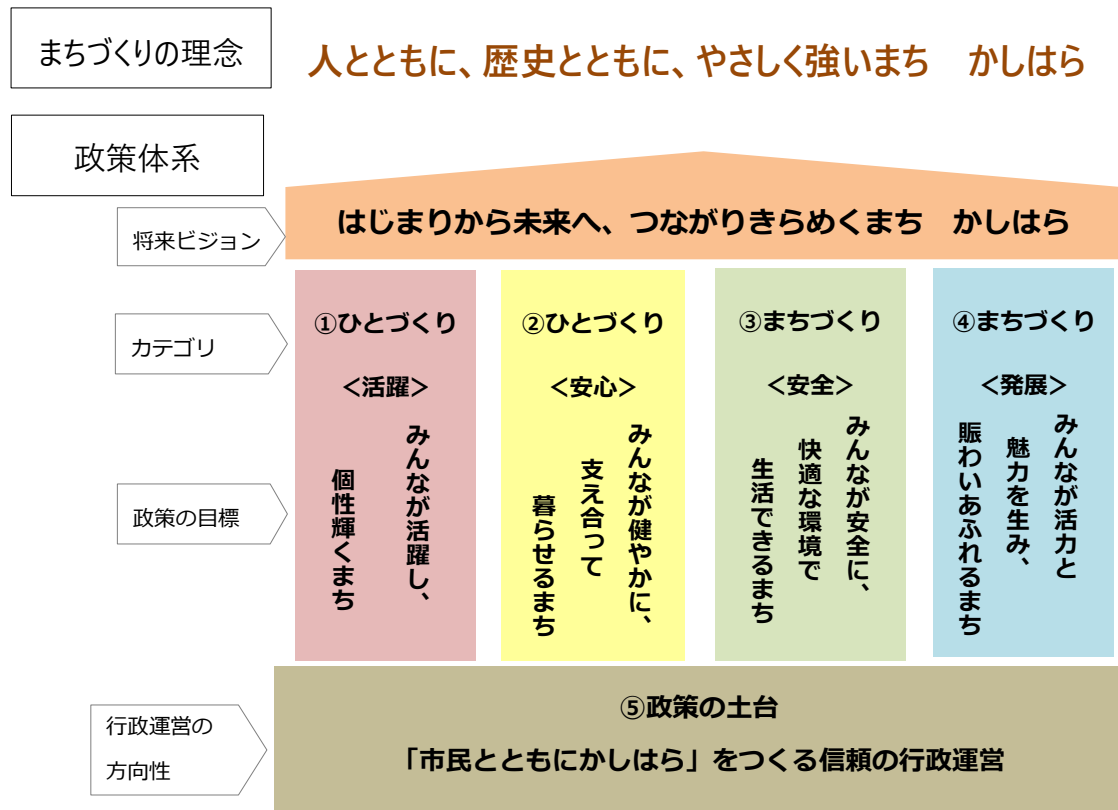 まちづくりの理念
人とともに、歴史とともに、やさしく強いまち　かしはら
政策体系
将来ビジョン
はじまりから未来へ、つながりきらめくまち　かしはら
カテゴリ
①ひとづくり
<活躍>
②ひとづくり
<安心>
③まちづくり
<安全>
④まちづくり
<発展>
政策の目標
みんなが活躍し、
個性輝くまち
みんなが健やかに、
支え合って
暮らせるまち
みんなが安全に、
快適な環境で
生活できるまち
みんなが活力と
魅力を生み、
賑わいあふれるまち
行政運営の
方向性
⑤政策の土台
「市民とともにかしはら」をつくる信頼の行政運営